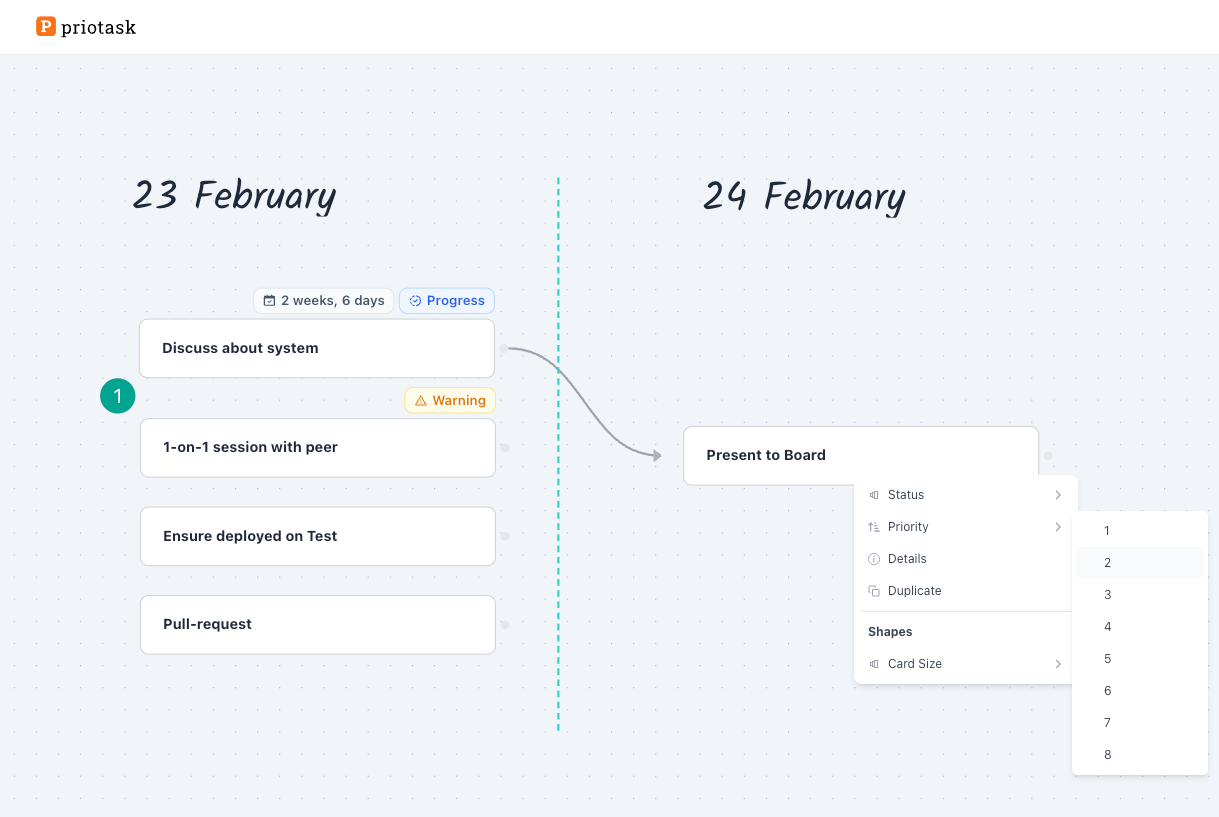 P priotask
23 February
24 February
2 weeks, 6 days
Progress
Discuss about system
1
Warning
1-on-1 session with peer
Ensure deployed on Test
Pull-request
Present to Board
Status
Priority
Details
Duplicate
Shapes
Card Size
1
2
3
4
5
6
7
8